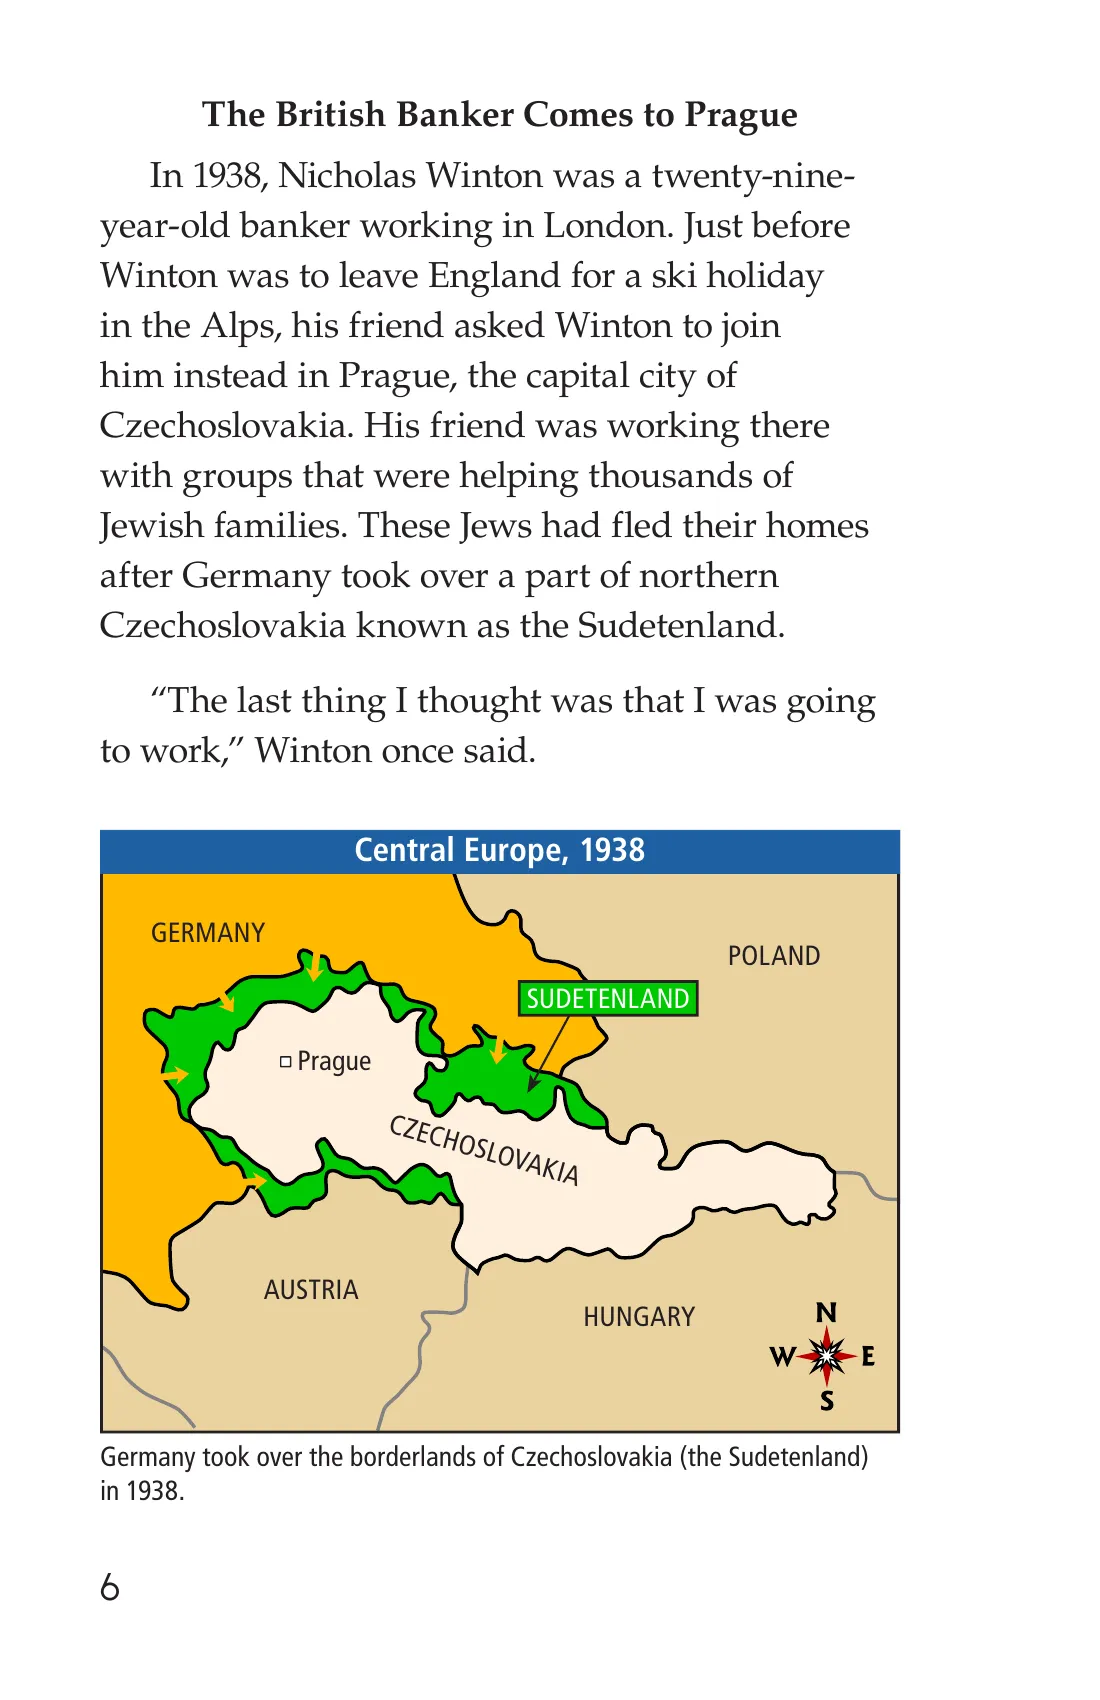 The British Banker Comes to Prague
In 1938, Nicholas Winton was a twenty-nine-
year-old banker working in London. Just before
Winton was to leave England for a ski holiday
in the Alps, his friend asked Winton to join
him instead in Prague, the capital city of
Czechoslovakia. His friend was working there
with groups that were helping thousands of
Jewish families. These Jews had fled their homes
after Germany took over a part of northern
Czechoslovakia known as the Sudetenland.
“The last thing I thought was that I was going
to work,” Winton once said.
Central Europe, 1938
GERMANY
POLAND
SUDETENLAND
Prague
CZECHOSLOVAKIA
AUSTRIA
HUNGARY
N
W E
S
Germany took over the borderlands of Czechoslovakia (the Sudetenland)
in 1938.
6